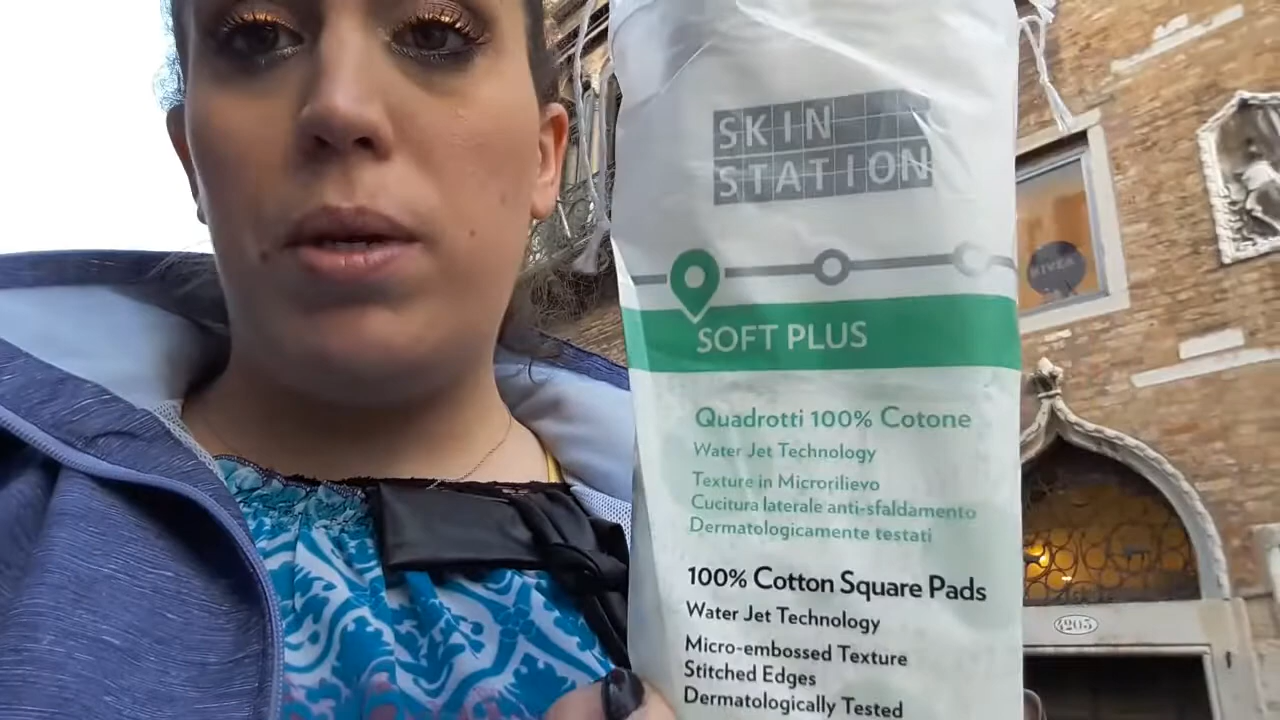 SKIN
STATION
SOFT PLUS
Quadrotti 100% Cotone
Water Jet Technology
Texture in Microrilievo
Cucitura laterale anti-sfaldamento
Dermatologicamente testati
100% Cotton Square Pads
Water Jet Technology
Micro-embossed Texture
Stitched Edges
Dermatologically Tested
NIVEA
4205